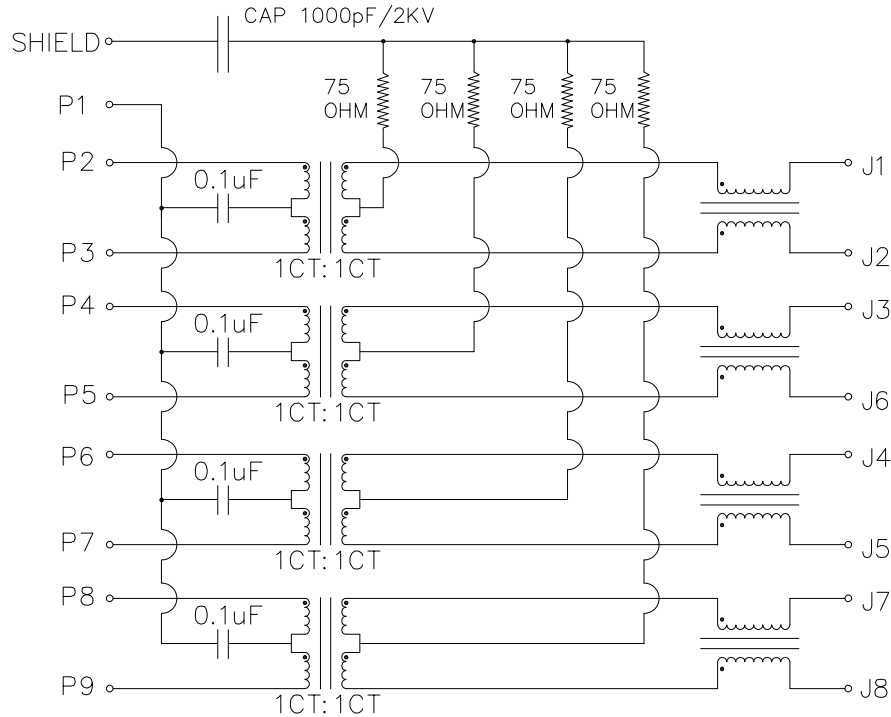 CAP 1000pF/2KV
SHIELD
75 OHM
75 OHM
75 OHM
75 OHM
P1
P2
0.1uF
J1
P3
1CT:1CT
J2
P4
0.1uF
J3
P5
1CT:1CT
J6
P6
0.1uF
J4
P7
1CT:1CT
J5
P8
0.1uF
J7
P9
1CT:1CT
J8